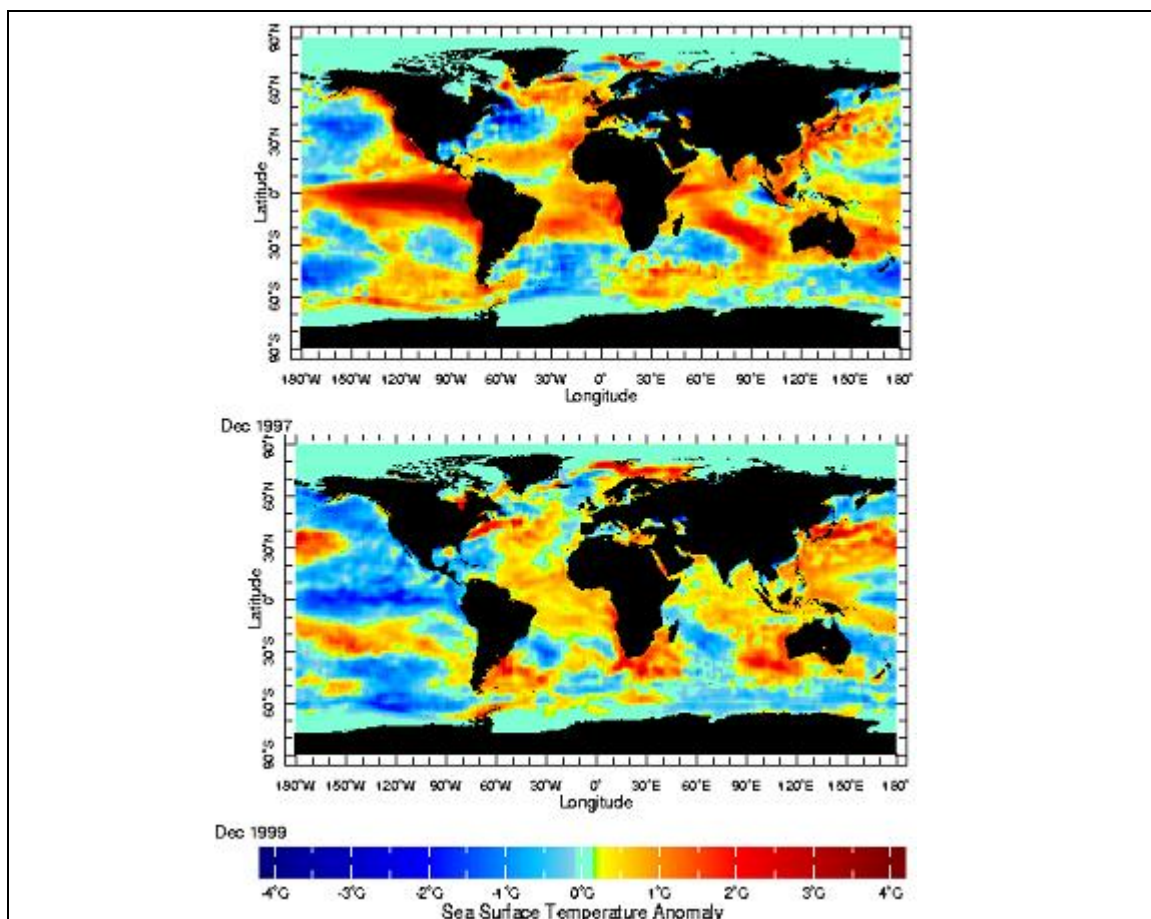 90°N
60°N
30°N
0°
30°S
60°S
90°S
Latitude
180°W 150°W 120°W 90°W 60°W 30°W 0° 30°E 60°E 90°E 120°E 150°E 180°
Longitude
Dec 1997
90°N
60°N
30°N
0°
30°S
60°S
90°S
Latitude
180°W 150°W 120°W 90°W 60°W 30°W 0° 30°E 60°E 90°E 120°E 150°E 180°
Longitude
Dec 1999
-4°C -3°C -2°C -1°C 0°C 1°C 2°C 3°C 4°C
Sea Surface Temperature Anomaly